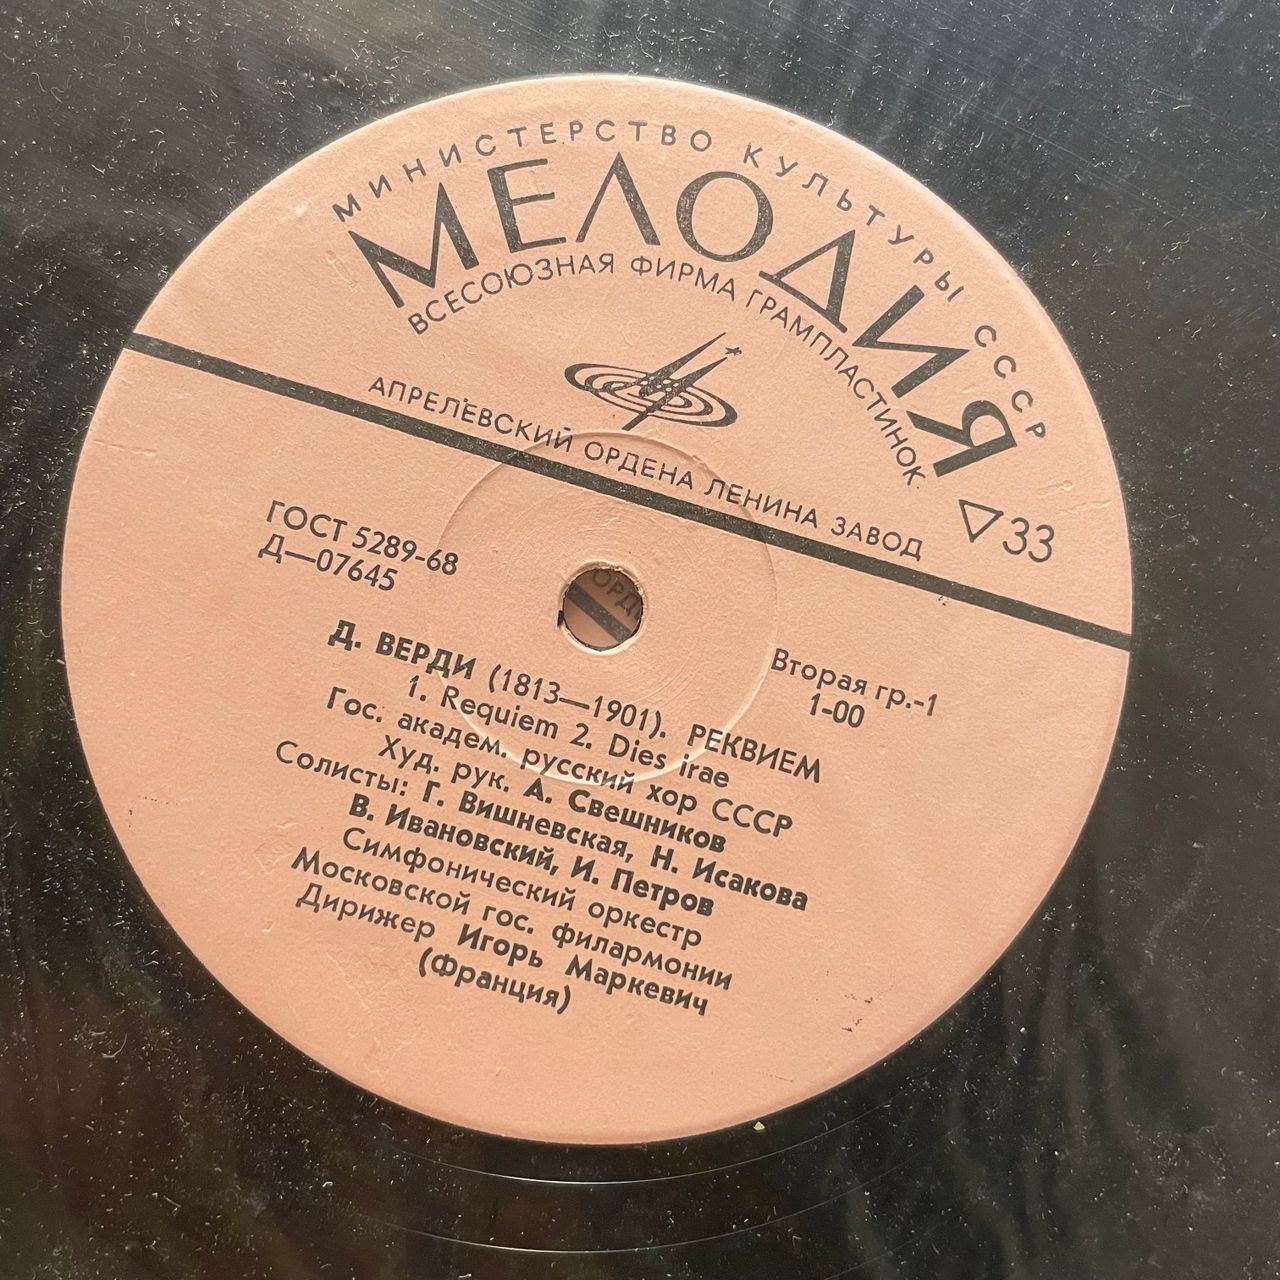 МИНИСТЕРСТВО КУЛЬТУРЫ СССР
МЕЛОДИЯ
ВСЕСОЮЗНАЯ ФИРМА ГРАМПЛАСТИНОК
АПРЕЛЕВСКИЙ ОРДЕНА ЛЕНИНА ЗАВОД
▽33
ГОСТ 5289-68
Д—07645
Вторая гр.-1
1-00
Д. ВЕРДИ (1813—1901). РЕКВИЕМ
1. Requiem 2. Dies irae
Гос. академ. русский хор СССР
Худ. рук. А. Свешников
Солисты: Г. Вишневская, Н. Исакова
В. Ивановский, И. Петров
Симфонический оркестр
Московской гос. филармонии
Дирижер Игорь Маркевич
(Франция)